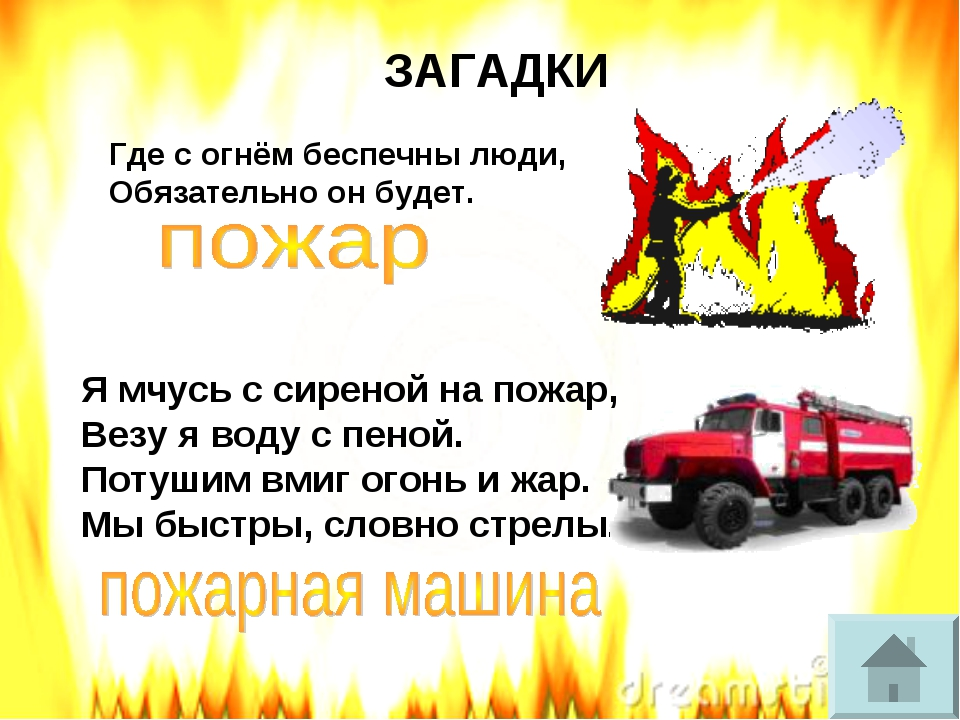 ЗАГАДКИ
Где с огнём беспечны люди,
Обязательно он будет.
пожар
Я мчусь с сиреной на пожар,
Везу я воду с пеной.
Потушим вмиг огонь и жар.
Мы быстры, словно стрелы.
пожарная машина
dreamsti